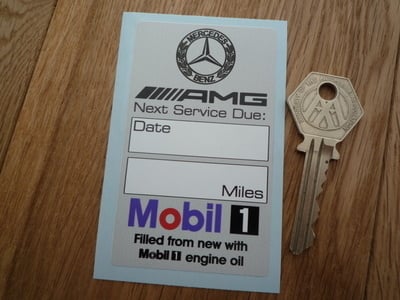 MERCEDES
BENZ
AMG
Next Service Due:
Date
Miles
Mobil 1
Filled from new with
Mobil 1 engine oil